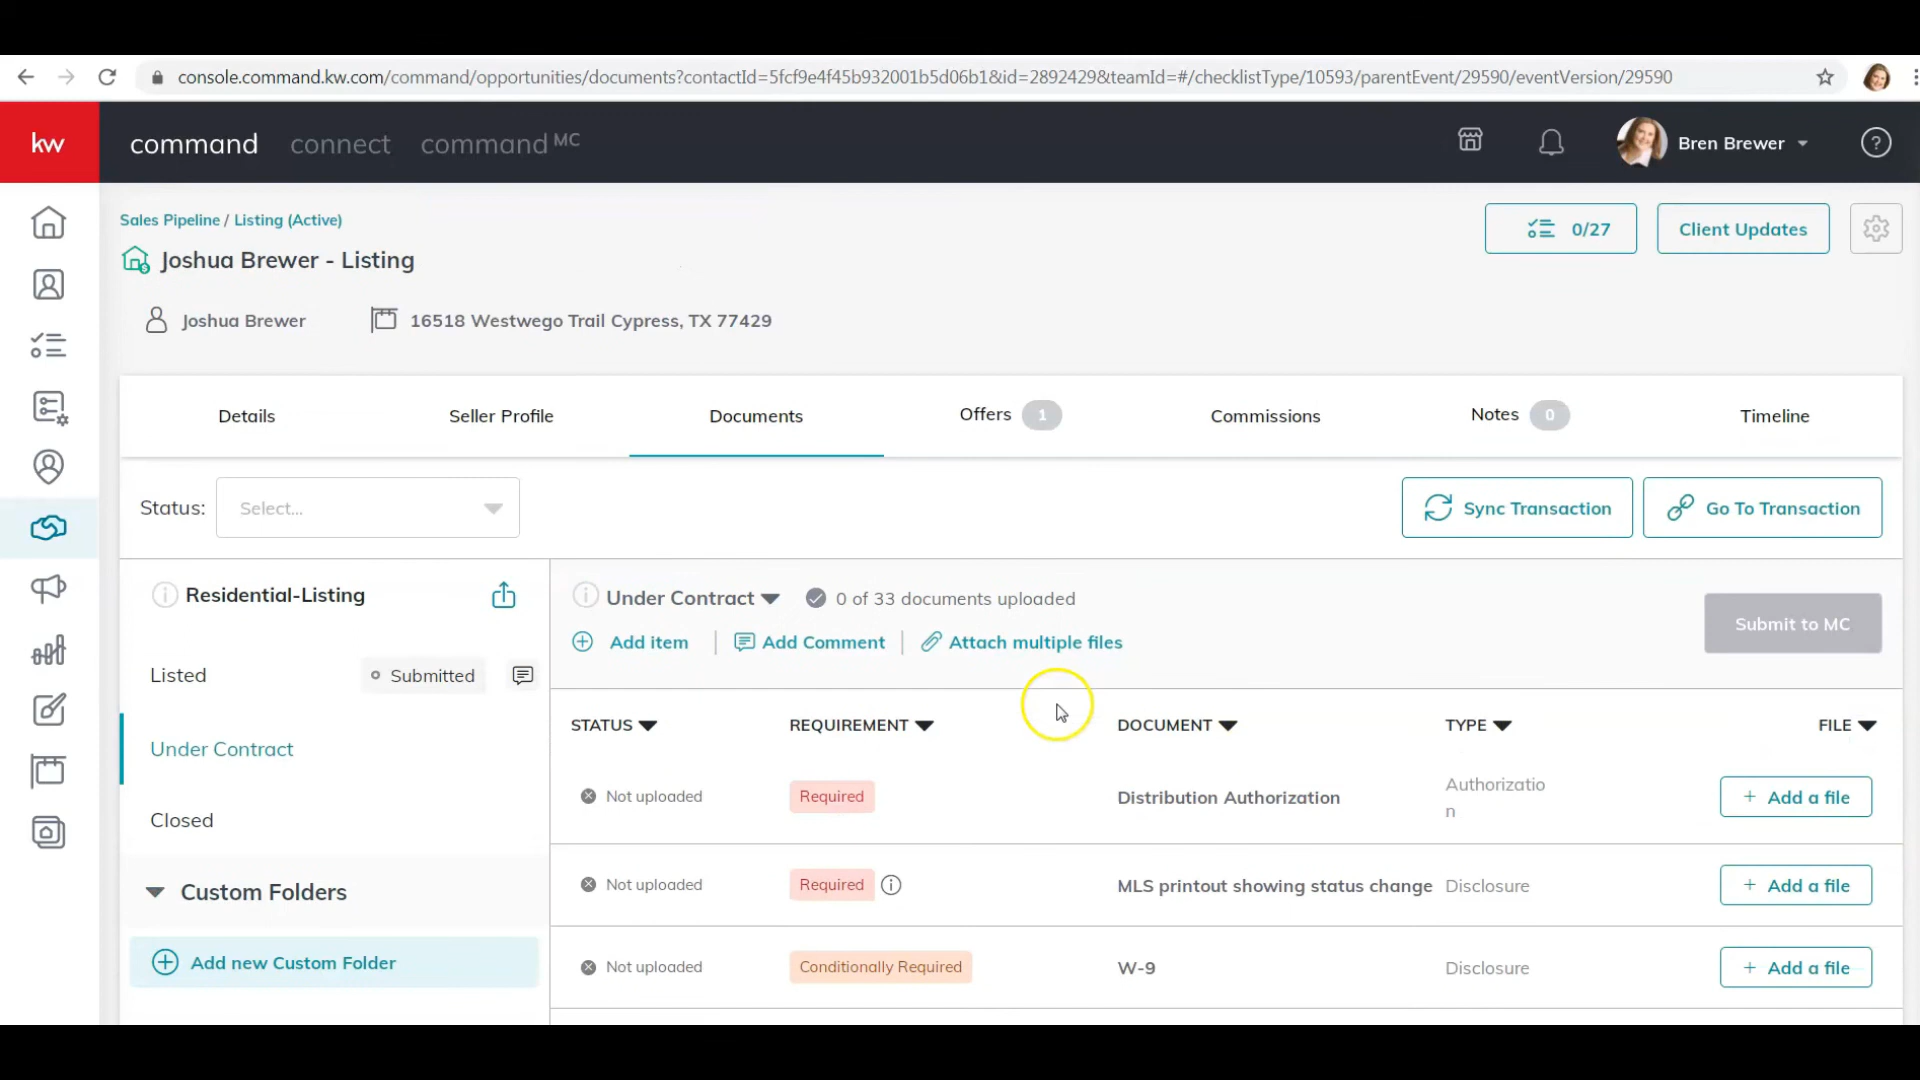 console.command.kw.com/command/opportunities/documents?contactId=5fcf9e4f45b932001b5d06b1&id=2892429&teamId=#/checklistType/10593/parentEvent/29590/eventVersion/29590
kw command connect command MC Bren Brewer ?
Sales Pipeline / Listing (Active)
0/27 Client Updates
Joshua Brewer - Listing
Joshua Brewer 16518 Westwego Trail Cypress, TX 77429
Details Seller Profile Documents Offers 1 Commissions Notes 0 Timeline
Status: Select... Sync Transaction Go To Transaction
Residential-Listing
Listed Submitted
Under Contract
Closed
Custom Folders
Add new Custom Folder
Under Contract 0 of 33 documents uploaded
Add item | Add Comment | Attach multiple files
Submit to MC
STATUS REQUIREMENT DOCUMENT TYPE FILE
Not uploaded Required Distribution Authorization Authorizatio
n
+ Add a file
Not uploaded Required MLS printout showing status change Disclosure + Add a file
Not uploaded Conditionally Required W-9 Disclosure + Add a file